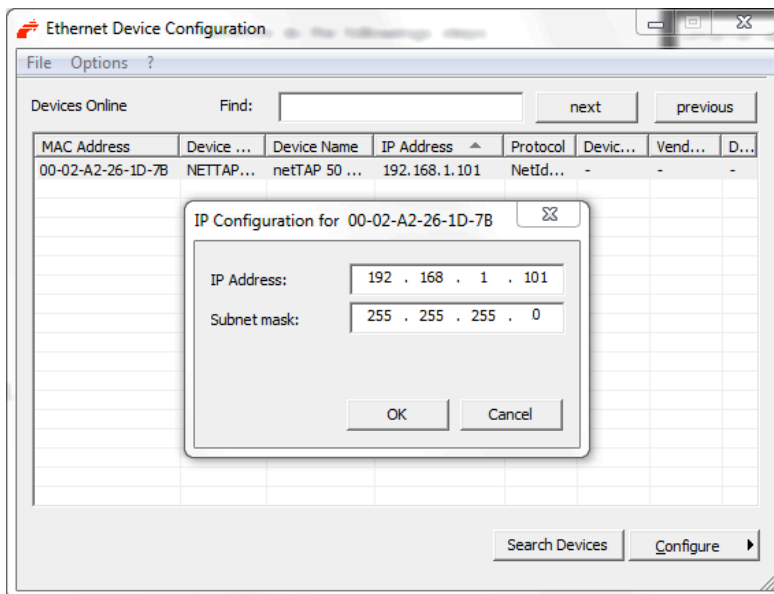 Ethernet Device Configuration
File Options ?
Devices Online Find: next previous
MAC Address Device ... Device Name IP Address Protocol Devic... Vend... D...
00-02-A2-26-1D-7B NETTAP... netTAP 50 ... 192.168.1.101 NetId... - - -
IP Configuration for 00-02-A2-26-1D-7B
IP Address: 192 . 168 . 1 . 101
Subnet mask: 255 . 255 . 255 . 0
OK Cancel
Search Devices Configure